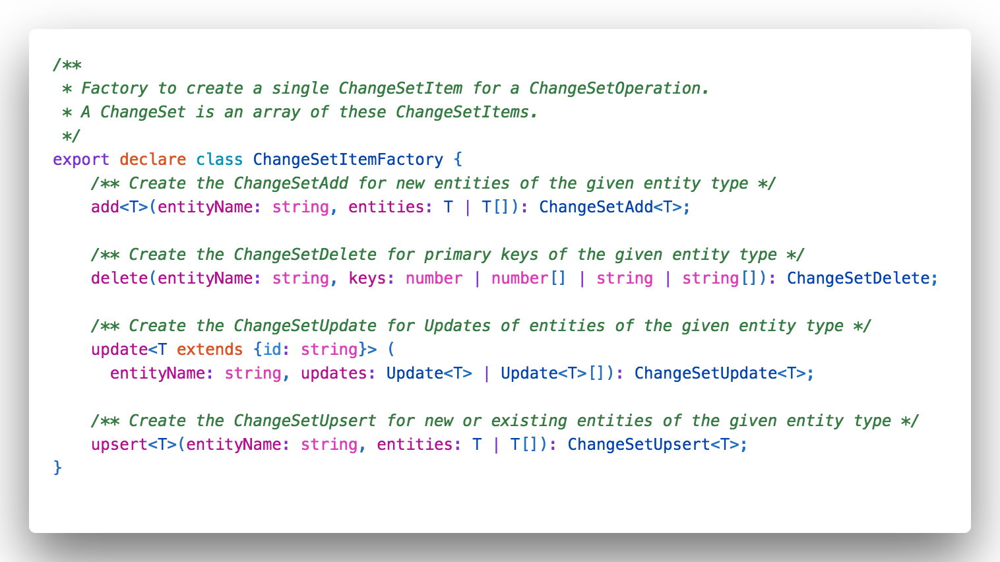 /**
 * Factory to create a single ChangeSetItem for a ChangeSetOperation.
 * A ChangeSet is an array of these ChangeSetItems.
 */
export declare class ChangeSetItemFactory {
    /** Create the ChangeSetAdd for new entities of the given entity type */
    add<T>(entityName: string, entities: T | T[]): ChangeSetAdd<T>;

    /** Create the ChangeSetDelete for primary keys of the given entity type */
    delete(entityName: string, keys: number | number[] | string | string[]): ChangeSetDelete;

    /** Create the ChangeSetUpdate for Updates of entities of the given entity type */
    update<T extends {id: string}> (
      entityName: string, updates: Update<T> | Update<T>[]): ChangeSetUpdate<T>;

    /** Create the ChangeSetUpsert for new or existing entities of the given entity type */
    upsert<T>(entityName: string, entities: T | T[]): ChangeSetUpsert<T>;
}